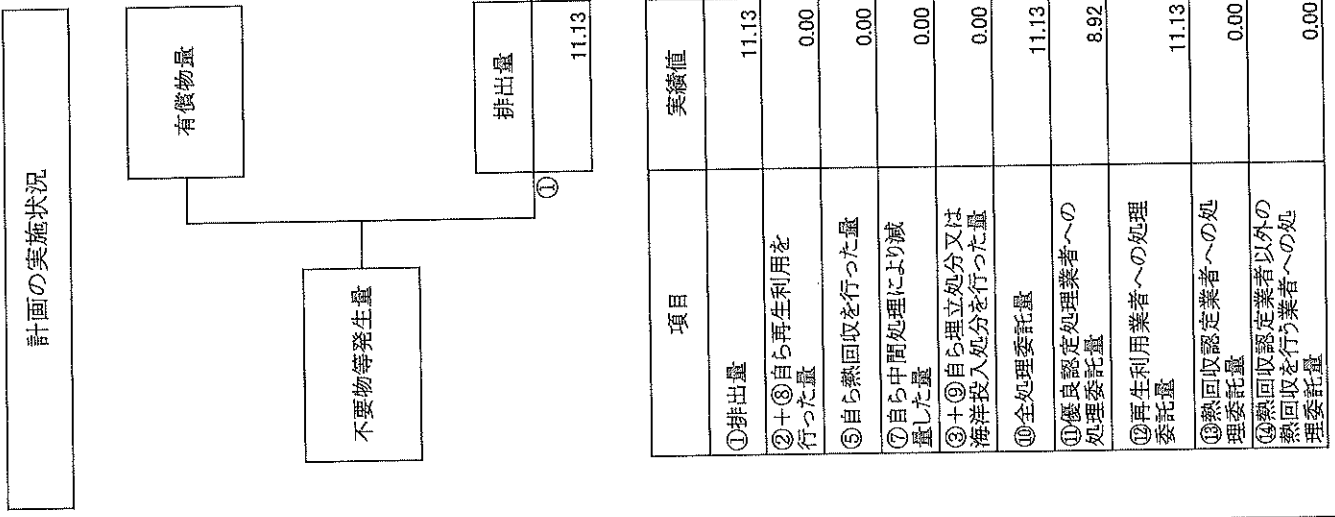 計画の実施状況
不要物等発生量
有償物量
①
排出量
11.13
項目
実績値
①排出量
11.13
②+⑧自ら再生利用を
行った量
0.00
⑤自ら熱回収を行った量
0.00
⑦自ら中間処理により減
量した量
0.00
③+⑨自ら埋立処分又は
海洋投入処分を行った量
0.00
⑩全処理委託量
11.13
⑪優良認定処理業者への
処理委託量
8.92
⑫再生利用業者への処理
委託量
11.13
⑬熱回収認定業者への処
理委託量
0.00
⑭熱回収認定業者以外の
熱回収を行う業者への処
理委託量
0.00